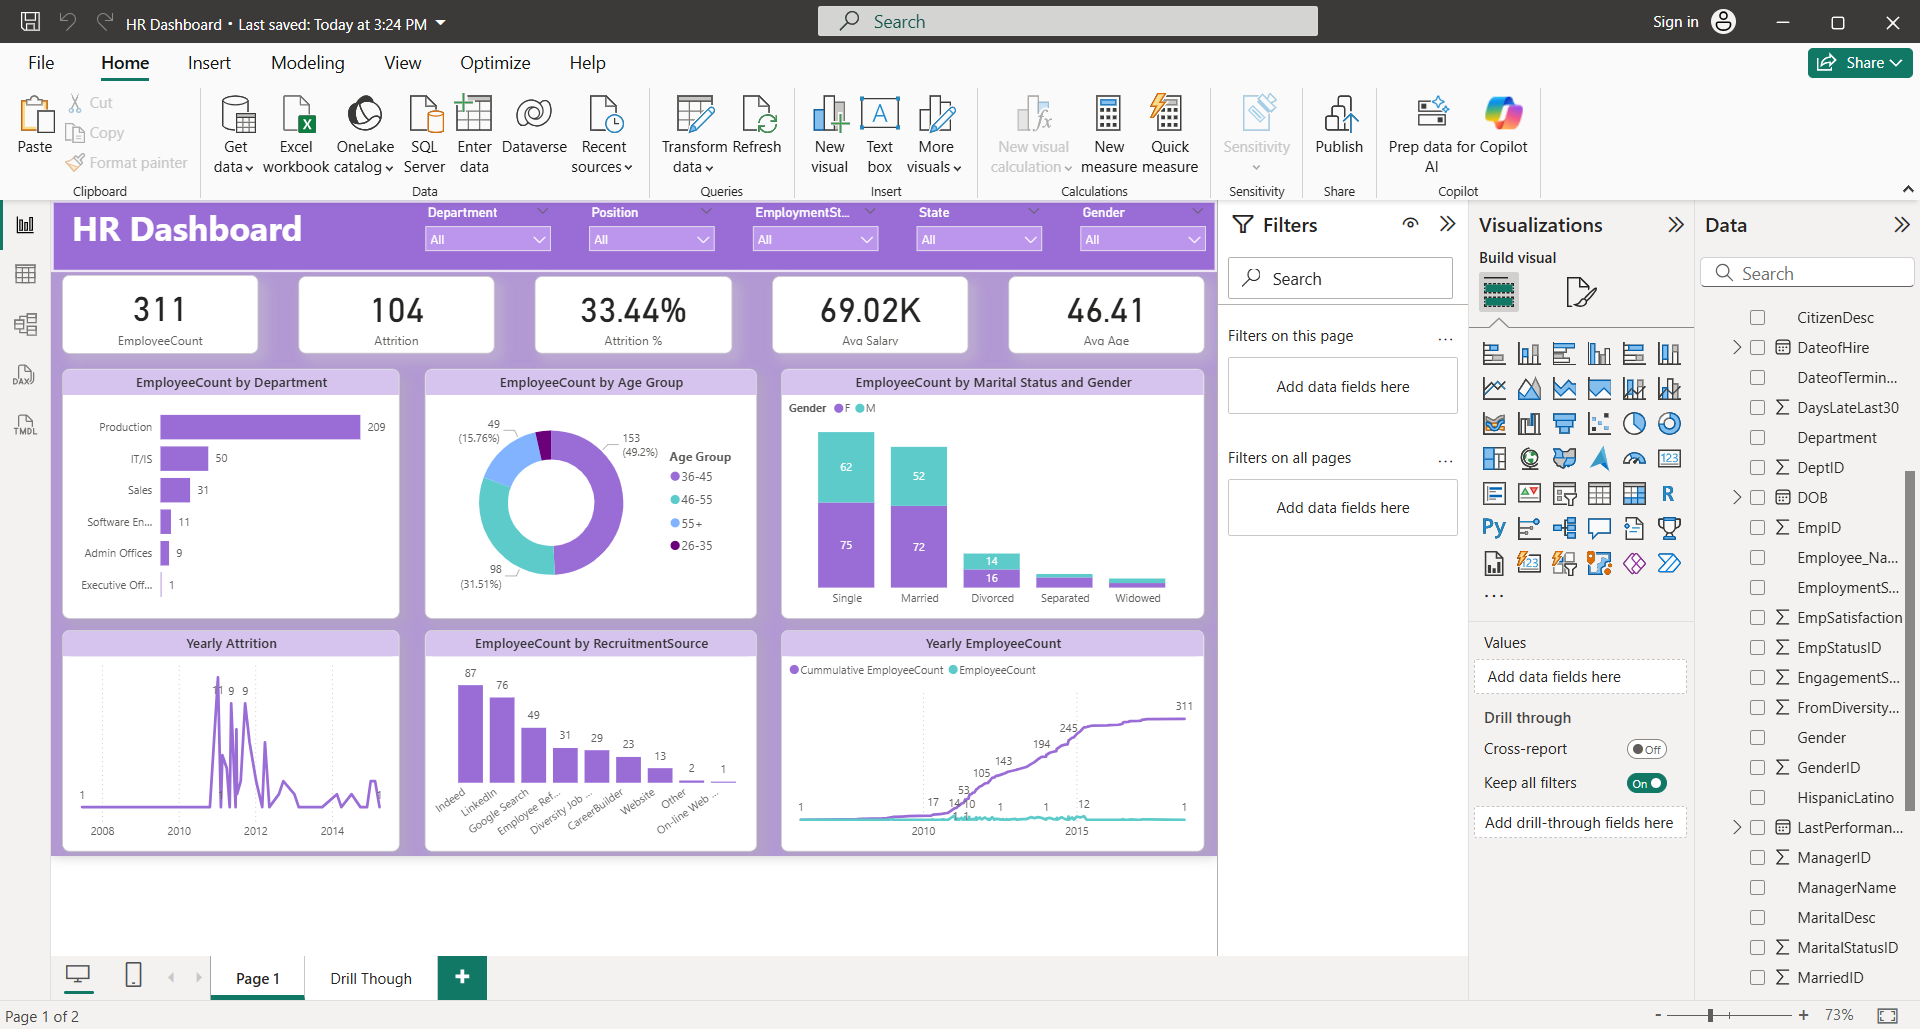 HR Dashboard • Last saved: Today at 3:24 PM
Search
Sign in
File
Home
Insert
Modeling
View
Optimize
Help
Share
Paste
Cut
Copy
Format painter
Clipboard
Get data
Excel workbook
OneLake catalog
SQL Server
Enter data
Dataverse
Recent sources
Data
Transform data
Refresh
Queries
New visual
Text box
More visuals
Insert
New visual calculation
New measure
Quick measure
Calculations
Sensitivity
Sensitivity
Publish
Share
Prep data for AI
Copilot
Copilot
DAX
TMDL
HR Dashboard
Department
All
Position
All
EmploymentSt...
All
State
All
Gender
All
311
EmployeeCount
104
Attrition
33.44%
Attrition %
69.02K
Avg Salary
46.41
Avg Age
EmployeeCount by Department
Production
209
IT/IS
50
Sales
31
Software En...
11
Admin Offices
9
Executive Off...
1
EmployeeCount by Age Group
49
(15.76%)
153
(49.2%)
98
(31.51%)
Age Group
36-45
46-55
55+
26-35
EmployeeCount by Marital Status and Gender
Gender
F
M
62
75
52
72
14
16
Single
Married
Divorced
Separated
Widowed
Yearly Attrition
1
11
9
9
1
1
2008
2010
2012
2014
EmployeeCount by RecruitmentSource
87
76
49
31
29
23
13
2
1
Indeed
LinkedIn
Google Search
Employee Ref...
Diversity Job ...
CareerBuilder
Website
Other
On-line Web ...
Yearly EmployeeCount
Cummulative EmployeeCount
EmployeeCount
1
17
14
10
53
105
143
194
245
311
1
1
1
1
12
1
2010
2015
Filters
Search
Filters on this page
...
Add data fields here
Filters on all pages
...
Add data fields here
Visualizations
Build visual
123
R
Py
123
...
Values
Add data fields here
Drill through
Cross-report
Off
Keep all filters
On
Add drill-through fields here
Data
Search
CitizenDesc
DateofHire
DateofTermin...
DaysLateLast30
Department
DeptID
DOB
EmpID
Employee_Na...
EmploymentS...
EmpSatisfaction
EmpStatusID
EngagementS...
FromDiversity...
Gender
GenderID
HispanicLatino
LastPerforman...
ManagerID
ManagerName
MaritalDesc
MaritalStatusID
MarriedID
Page 1
Drill Though
+
Page 1 of 2
-
+
73%